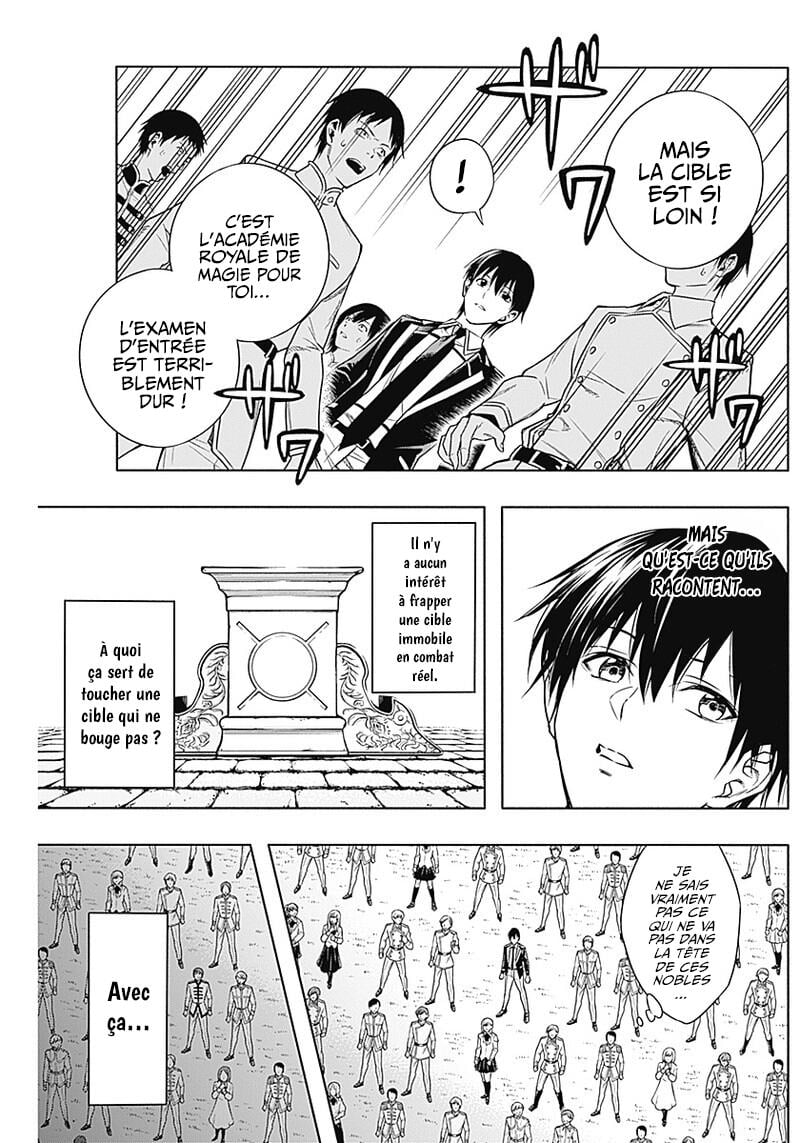 MAIS
LA CIBLE
EST SI
LOIN !
ザワ
!
C'EST
L'ACADÉMIE
ROYALE DE
MAGIE POUR
TOI...
L'EXAMEN
D'ENTRÉE
EST TERRI-
BLEMENT
DUR !
ザワ
MAIS
QU'EST-CE QU'ILS
RACONTENT...
Il n'y
a aucun
intérêt
à frapper
une cible
immobile
en combat
réel.
À quoi
ça sert de
toucher une
cible qui ne
bouge pas ?
JE
NE SAIS
VRAIMENT
PAS CE
QUI NE VA
PAS DANS
LA TÊTE
DE CES
NOBLES
...
Avec
ça...